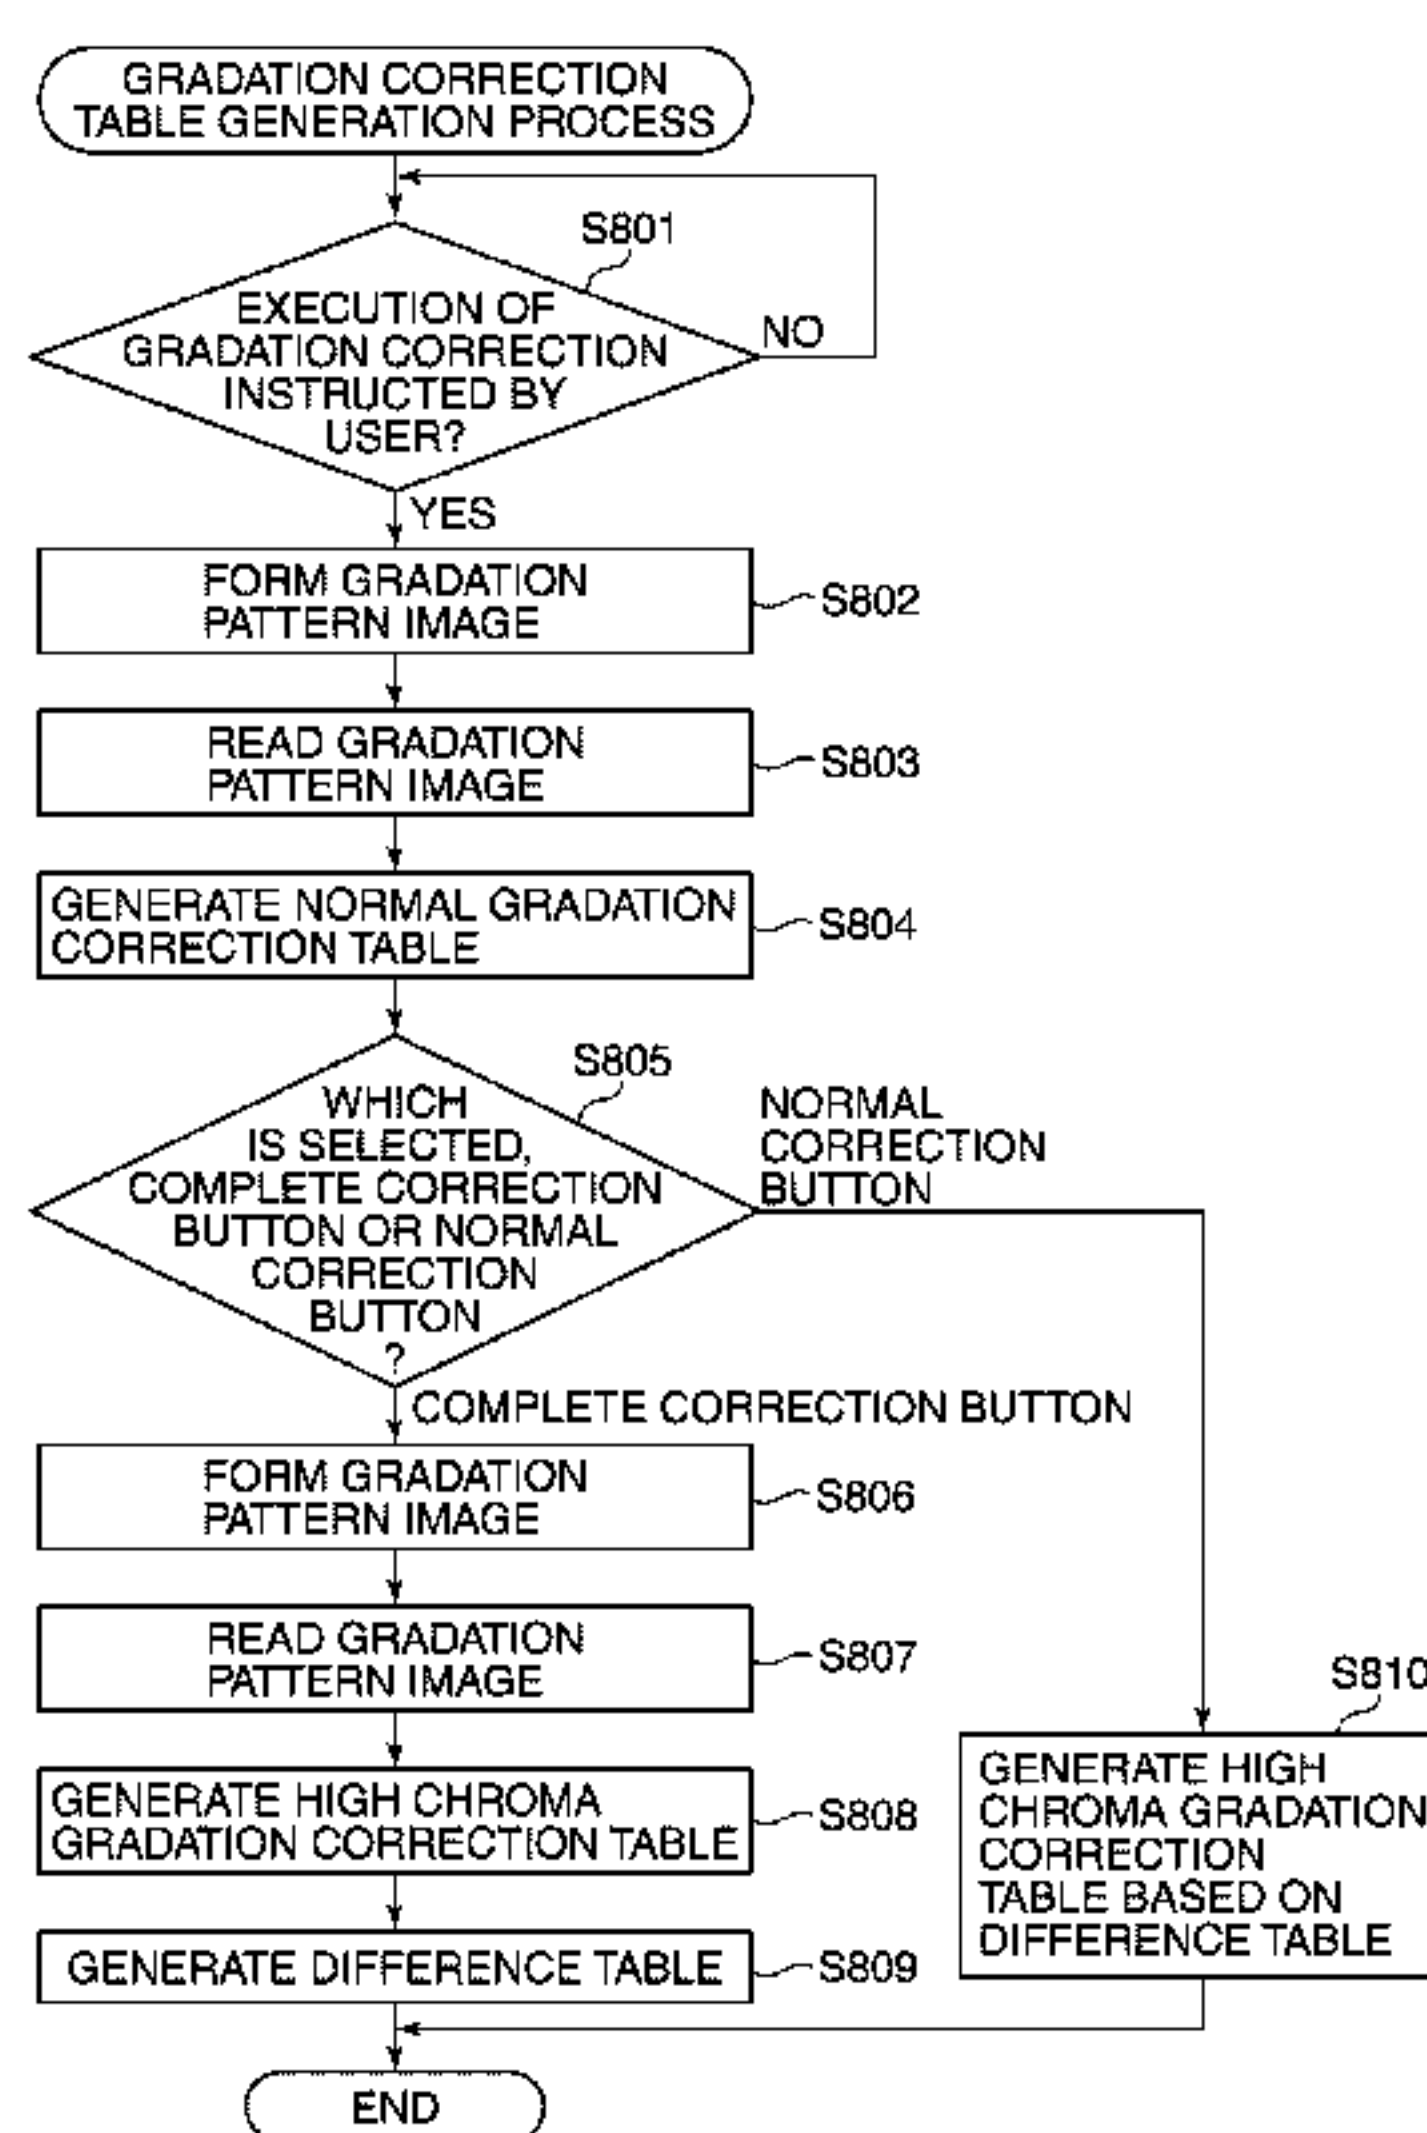 GRADATION CORRECTION
TABLE GENERATION PROCESS
S801
EXECUTION OF
GRADATION CORRECTION
INSTRUCTED BY
USER?
NO
YES
FORM GRADATION
PATTERN IMAGE
S802
READ GRADATION
PATTERN IMAGE
S803
GENERATE NORMAL GRADATION
CORRECTION TABLE
S804
S805
WHICH
IS SELECTED,
COMPLETE CORRECTION
BUTTON OR NORMAL
CORRECTION
BUTTON
?
NORMAL
CORRECTION
BUTTON
COMPLETE CORRECTION BUTTON
FORM GRADATION
PATTERN IMAGE
S806
READ GRADATION
PATTERN IMAGE
S807
GENERATE HIGH CHROMA
GRADATION CORRECTION TABLE
S808
GENERATE DIFFERENCE TABLE
S809
S810
GENERATE HIGH
CHROMA GRADATION
CORRECTION
TABLE BASED ON
DIFFERENCE TABLE
END